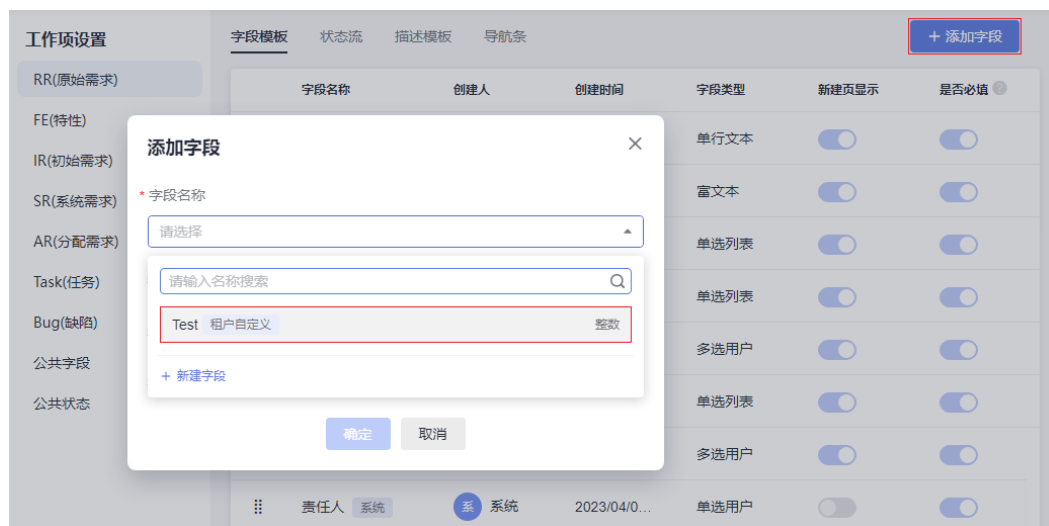 工作项设置
字段模板 状态流 描述模板 导航条 + 添加字段
RR(原始需求)
字段名称 创建人 创建时间 字段类型 新建页显示 是否必填 ?
FE(特性)
添加字段
单行文本
IR(初始需求)
* 字段名称
富文本
SR(系统需求)
请选择
AR(分配需求)
单选列表
Task(任务)
请输入名称搜索
单选列表
Bug(缺陷)
Test 租户自定义 整数
多选用户
公共字段
+ 新建字段
公共状态
单选列表
确定 取消
多选用户
责任人 系统 系 系统 2023/04/0... 单选用户